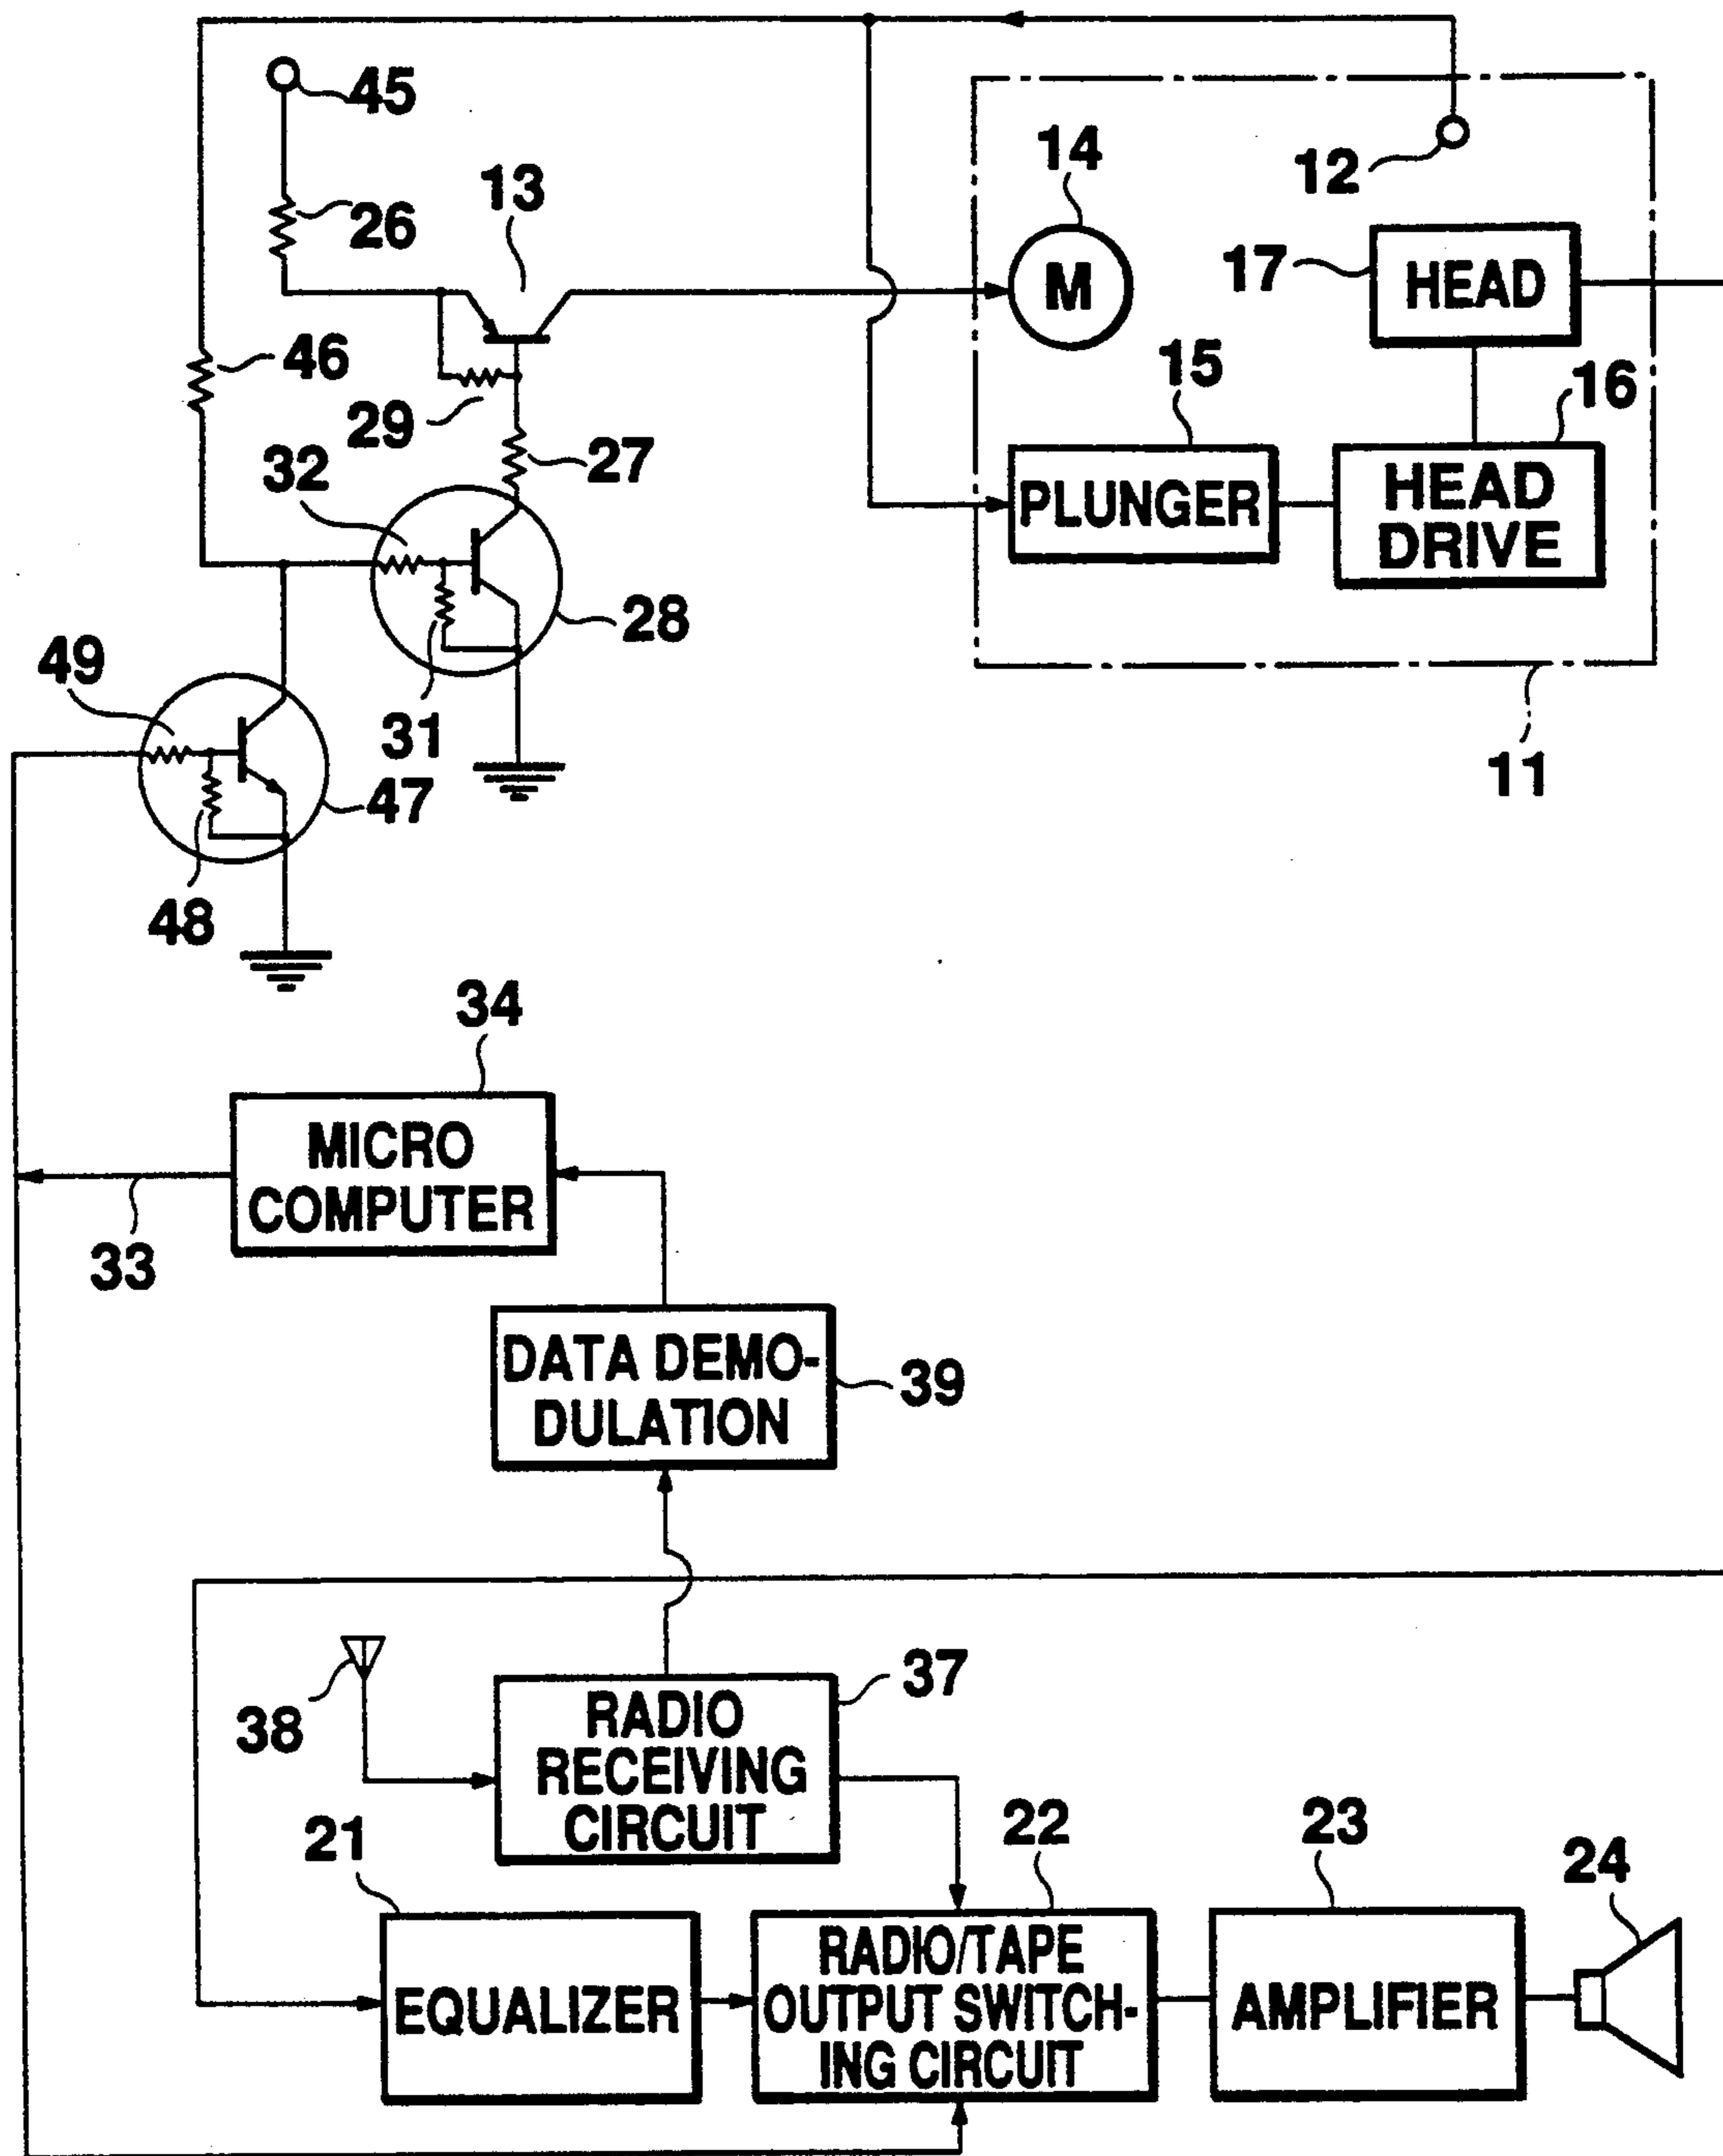 45
12
14
13
26
17
M
HEAD
46
15
16
29
27
32
PLUNGER
HEAD
DRIVE
28
49
31
11
47
48
34
MICRO
COMPUTER
33
DATA DEMO-
DULATION
39
38
37
RADIO
RECEIVING
CIRCUIT
21
22
23
24
EQUALIZER
RADIO/TAPE
OUTPUT SWITCH-
ING CIRCUIT
AMPLIFIER